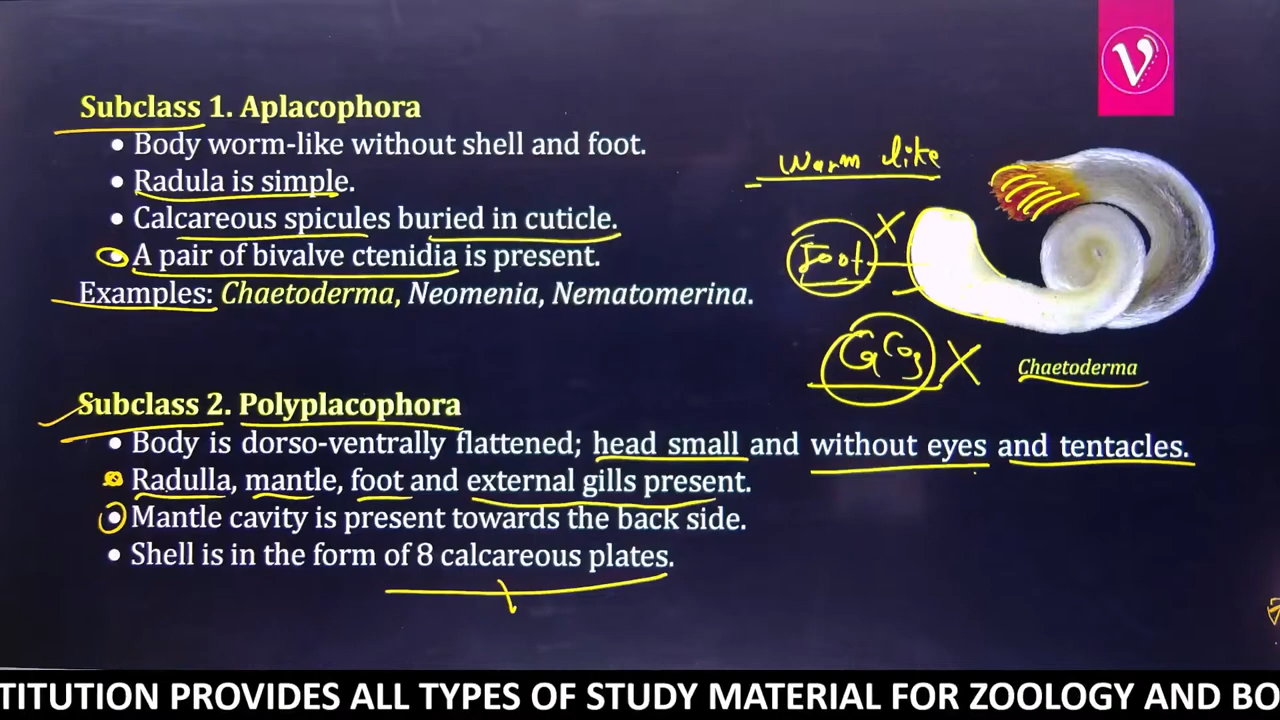 Subclass 1. Aplacophora
• Body worm-like without shell and foot.
• Radula is simple.
• Calcareous spicules buried in cuticle.
• A pair of bivalve ctenidia is present.
Examples: Chaetoderma, Neomenia, Nematomerina.
Warm like
Foot
X
X
Chaetoderma
Subclass 2. Polyplacophora
• Body is dorso-ventrally flattened; head small and without eyes and tentacles.
• Radulla, mantle, foot and external gills present.
• Mantle cavity is present towards the back side.
• Shell is in the form of 8 calcareous plates.
V
TITUTION PROVIDES ALL TYPES OF STUDY MATERIAL FOR ZOOLOGY AND BO